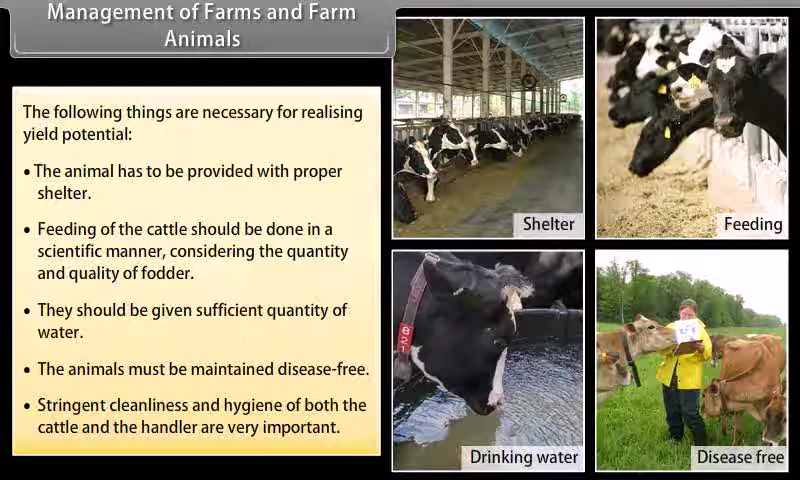 Management of Farms and Farm
Animals
The following things are necessary for realising
yield potential:
• The animal has to be provided with proper
shelter.
• Feeding of the cattle should be done in a
scientific manner, considering the quantity
and quality of fodder.
• They should be given sufficient quantity of
water.
• The animals must be maintained disease-free.
• Stringent cleanliness and hygiene of both the
cattle and the handler are very important.
Shelter
Feeding
821
Drinking water
Disease free